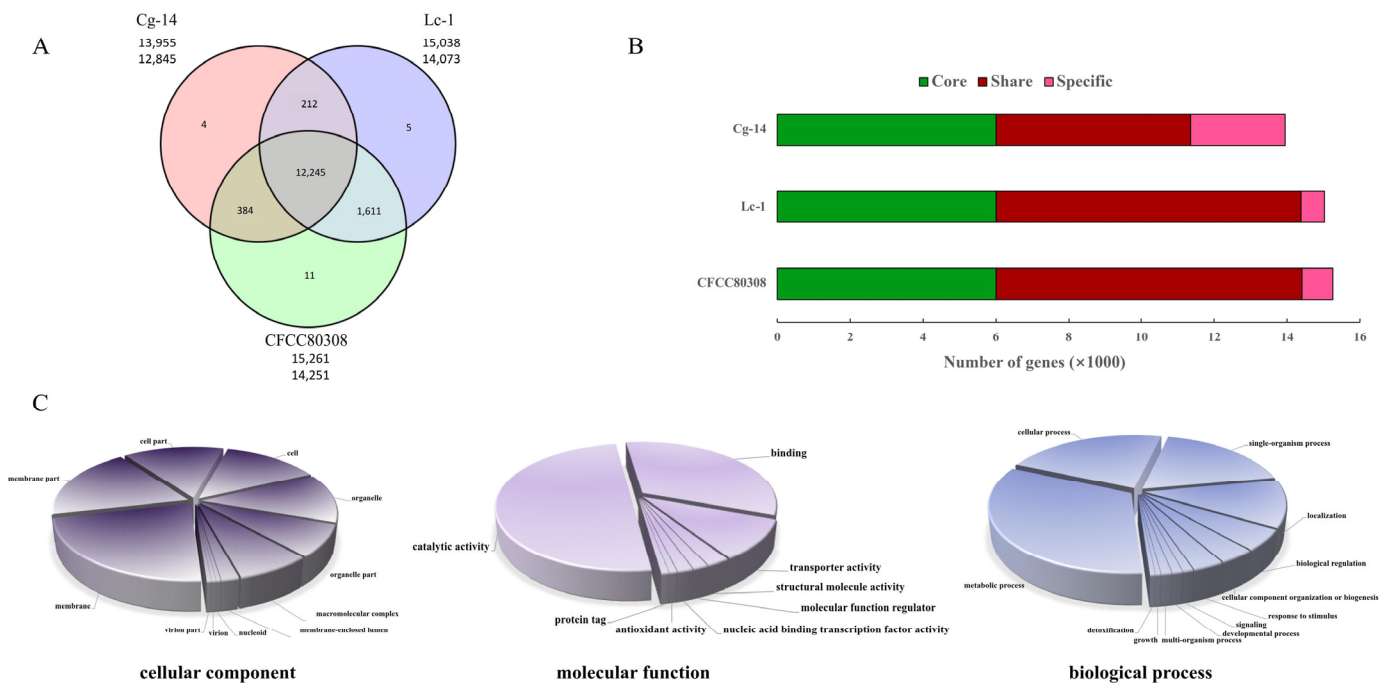 A
Cg-14
13,955
12,845
Lc-1
15,038
14,073
212
4
5
12,245
384
1,611
11
CFCC80308
15,261
14,251
B
Core Share Specific
Cg-14
Lc-1
CFCC80308
0 2 4 6 8 10 12 14 16
Number of genes (×1000)
C
cell part
cell
membrane part
organelle
organelle part
membrane
macromolecular complex
membrane-enclosed lumen
nucleoid
virion
virion part
cellular component
binding
catalytic activity
transporter activity
structural molecule activity
molecular function regulator
protein tag
antioxidant activity
nucleic acid binding transcription factor activity
molecular function
cellular process
single-organism process
localization
biological regulation
metabolic process
cellular component organization or biogenesis
response to stimulus
signaling
developmental process
detoxification
growth
multi-organism process
biological process